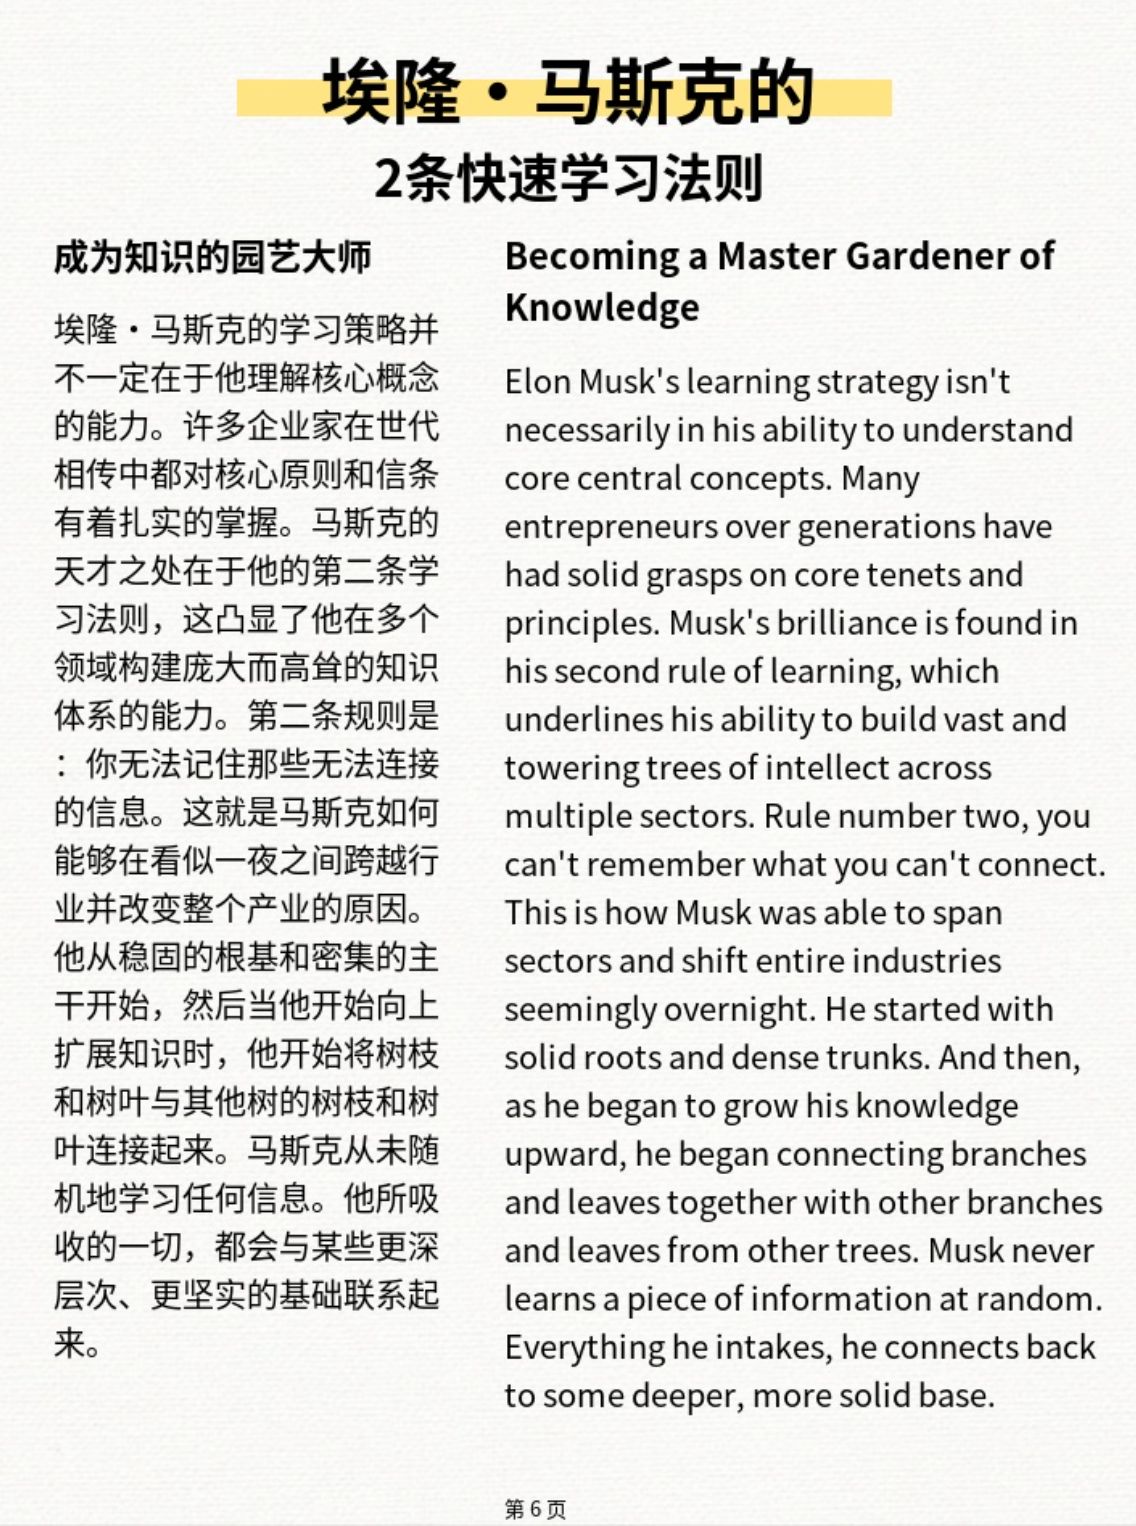 埃隆·马斯克的
2条快速学习法则
成为知识的园艺大师
埃隆·马斯克的学习策略并
不一定在于他理解核心概念
的能力。许多企业家在世代
相传中都对核心原则和信条
有着扎实的掌握。马斯克的
天才之处在于他的第二条学
习法则，这凸显了他在多个
领域构建庞大而高耸的知识
体系的能力。第二条规则是
：你无法记住那些无法连接
的信息。这就是马斯克如何
能够在看似一夜之间跨越行
业并改变整个产业的原因。
他从稳固的根基和密集的主
干开始，然后当他开始向上
扩展知识时，他开始将树枝
和树叶与其他树的树枝和树
叶连接起来。马斯克从未随
机地学习任何信息。他所吸
收的一切，都会与某些更深
层次、更坚实的基础联系起
来。
Becoming a Master Gardener of
Knowledge
Elon Musk's learning strategy isn't
necessarily in his ability to understand
core central concepts. Many
entrepreneurs over generations have
had solid grasps on core tenets and
principles. Musk's brilliance is found in
his second rule of learning, which
underlines his ability to build vast and
towering trees of intellect across
multiple sectors. Rule number two, you
can't remember what you can't connect.
This is how Musk was able to span
sectors and shift entire industries
seemingly overnight. He started with
solid roots and dense trunks. And then,
as he began to grow his knowledge
upward, he began connecting branches
and leaves together with other branches
and leaves from other trees. Musk never
learns a piece of information at random.
Everything he intakes, he connects back
to some deeper, more solid base.
第 6 页